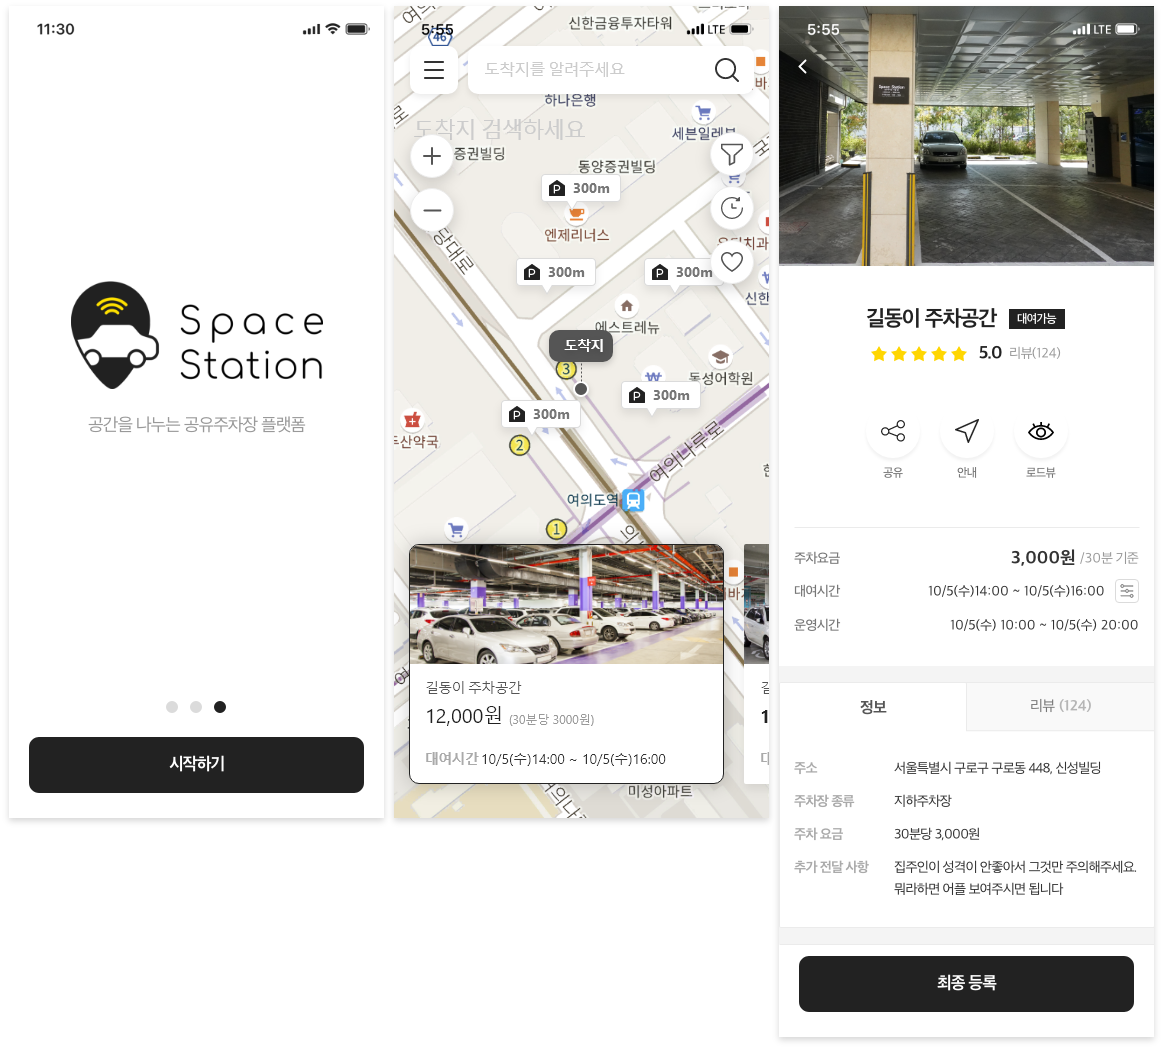 11:30
Space
Station
공간을 나누는 공유주차장 플랫폼
시작하기
신한금융투자타워
5:55
LTE
46
도착지를 알려주세요
하나은행
도착지 검색하세요
세븐일레븐
증권빌딩
동양증권빌딩
P 300m
엔제리너스
당대로
유디치과
P 300m
P 300m
신한
에스트레뉴
도착지
3
동성어학원
P 300m
P 300m
두산약국
2
여의나루로
여의도역
1
길동이 주차공간
12,000원 (30분당 3000원)
대여시간 10/5(수)14:00 ~ 10/5(수)16:00
미성아파트
여의나
5:55
LTE
Space Station
길동이 주차공간 대여가능
5.0 리뷰(124)
공유 안내 로드뷰
주차요금 3,000원 /30분 기준
대여시간 10/5(수)14:00 ~ 10/5(수)16:00
운영시간 10/5(수) 10:00 ~ 10/5(수) 20:00
정보 리뷰 (124)
주소 서울특별시 구로구 구로동 448, 신성빌딩
주차장 종류 지하주차장
주차 요금 30분당 3,000원
추가 전달 사항 집주인이 성격이 안좋아서 그것만 주의해주세요.
뭐라하면 어플 보여주시면 됩니다
최종 등록